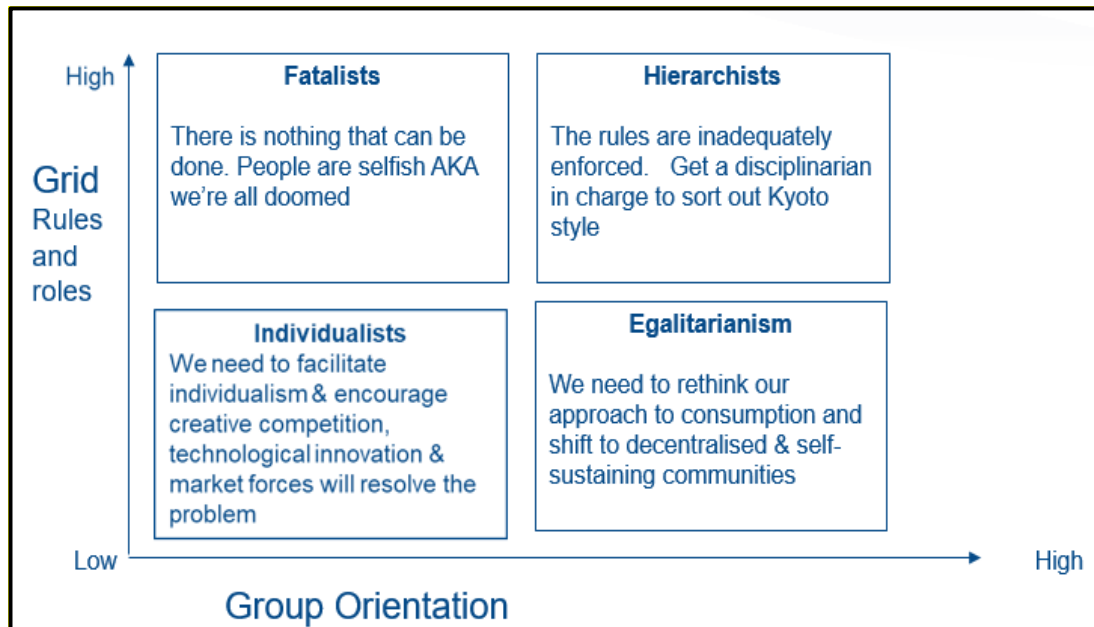 High
Grid
Rules
and
roles
Low
Fatalists
There is nothing that can be
done. People are selfish AKA
we're all doomed
Hierarchists
The rules are inadequately
enforced.   Get a disciplinarian
in charge to sort out Kyoto
style
Individualists
We need to facilitate
individualism & encourage
creative competition,
technological innovation &
market forces will resolve the
problem
Egalitarianism
We need to rethink our
approach to consumption and
shift to decentralised & self-
sustaining communities
High
Group Orientation